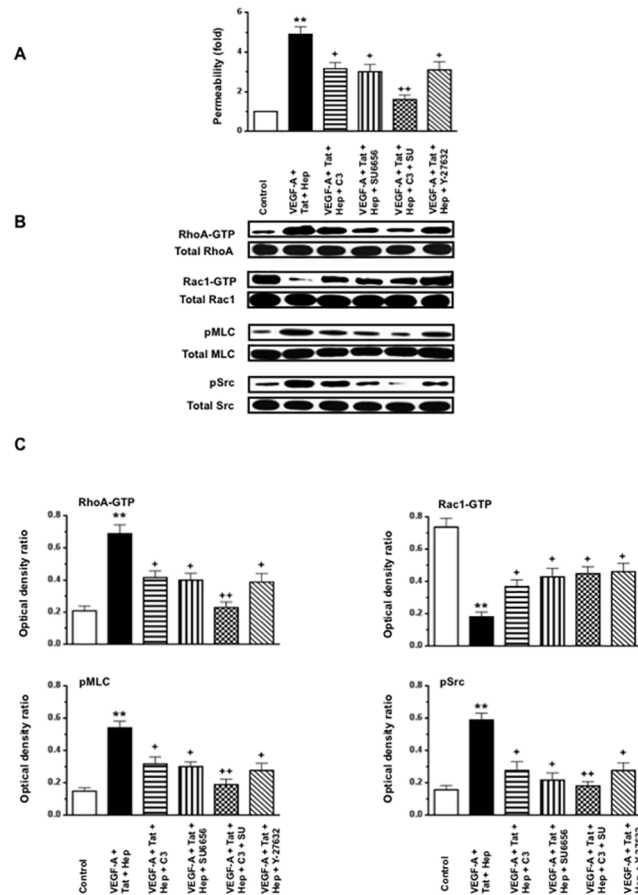 A
Permeability (fold)
6
4
2
0
**
+
+
++
+
Control
VEGF-A +
Tat + Hep
VEGF-A + Tat +
Hep + C3
VEGF-A + Tat +
Hep + SU6656
VEGF-A + Tat +
Hep + C3 + SU
VEGF-A + Tat +
Hep + Y-27632
B
RhoA-GTP
Total RhoA
Rac1-GTP
Total Rac1
pMLC
Total MLC
pSrc
Total Src
C
RhoA-GTP
Optical density ratio
0.8
0.6
0.4
0.2
0.0
**
+
+
++
+
Rac1-GTP
Optical density ratio
0.8
0.6
0.4
0.2
0.0
**
+
+
+
+
pMLC
Optical density ratio
0.8
0.6
0.4
0.2
0.0
**
+
+
++
+
Control
VEGF-A +
Tat + Hep
VEGF-A + Tat +
Hep + C3
VEGF-A + Tat +
Hep + SU6656
VEGF-A + Tat +
Hep + C3 + SU
VEGF-A + Tat +
Hep + Y-27632
pSrc
Optical density ratio
0.8
0.6
0.4
0.2
0.0
**
+
+
++
+
Control
VEGF-A +
Tat + Hep
VEGF-A + Tat +
Hep + C3
VEGF-A + Tat +
Hep + SU6656
VEGF-A + Tat +
Hep + C3 + SU
VEGF-A + Tat +
Hep + Y-27632